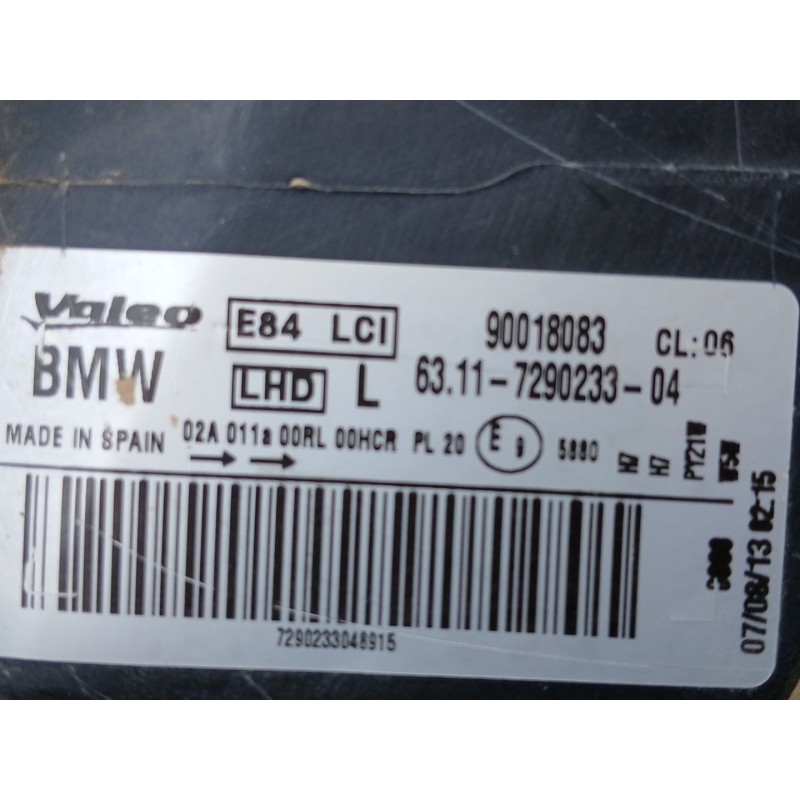 Valeo E84 LCI 90018083 CL:06
BMW LHD L 63.11-7290233-04
MADE IN SPAIN 02A 011a 00RL 00HCR PL 20 E 9 5880
H7
H7
PY21W
W5W
07/08/13 02:15
7290233048915